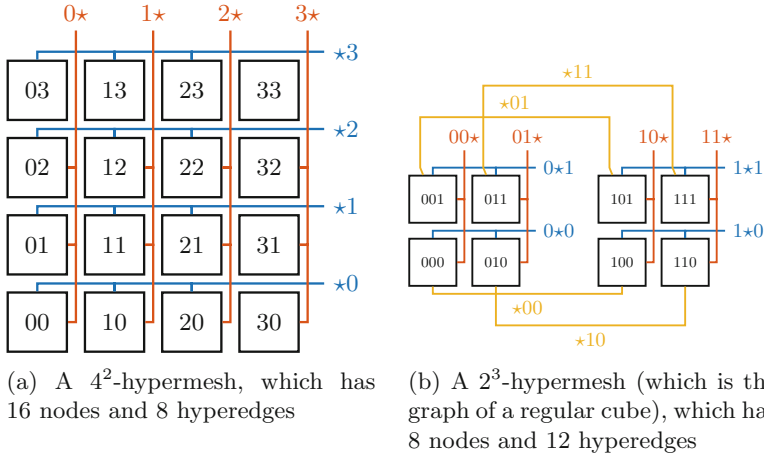 0⋆ 1⋆ 2⋆ 3⋆
⋆3
03 13 23 33
⋆2
02 12 22 32
⋆1
01 11 21 31
⋆0
00 10 20 30
(a) A 4²-hypermesh, which has
16 nodes and 8 hyperedges
⋆11
⋆01
00⋆ 01⋆ 10⋆ 11⋆
0⋆1 1⋆1
001 011 101 111
0⋆0 1⋆0
000 010 100 110
⋆00
⋆10
(b) A 2³-hypermesh (which is th
graph of a regular cube), which ha
8 nodes and 12 hyperedges